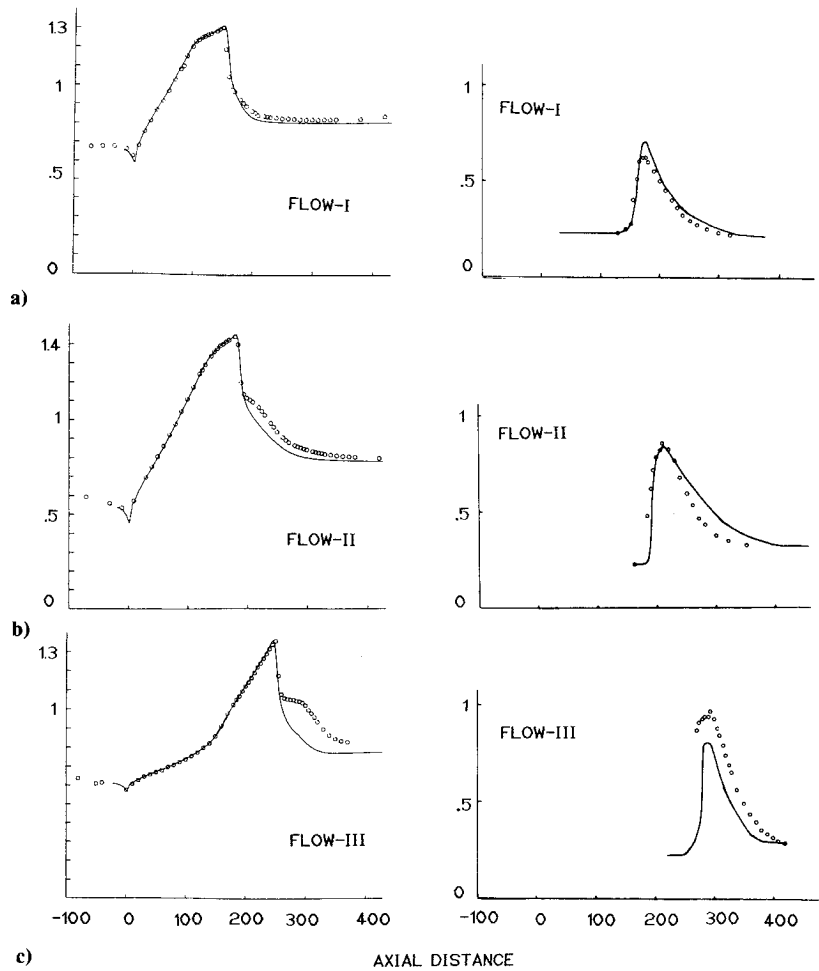 1.3
1
.5
0
FLOW-I
1
.5
0
FLOW-I
a)
1.4
1
.5
0
FLOW-II
1
.5
0
FLOW-II
b)
1.3
1
FLOW-III
1
.5
0
FLOW-III
-100 0 100 200 300 400
-100 0 100 200 300 400
c)
AXIAL DISTANCE